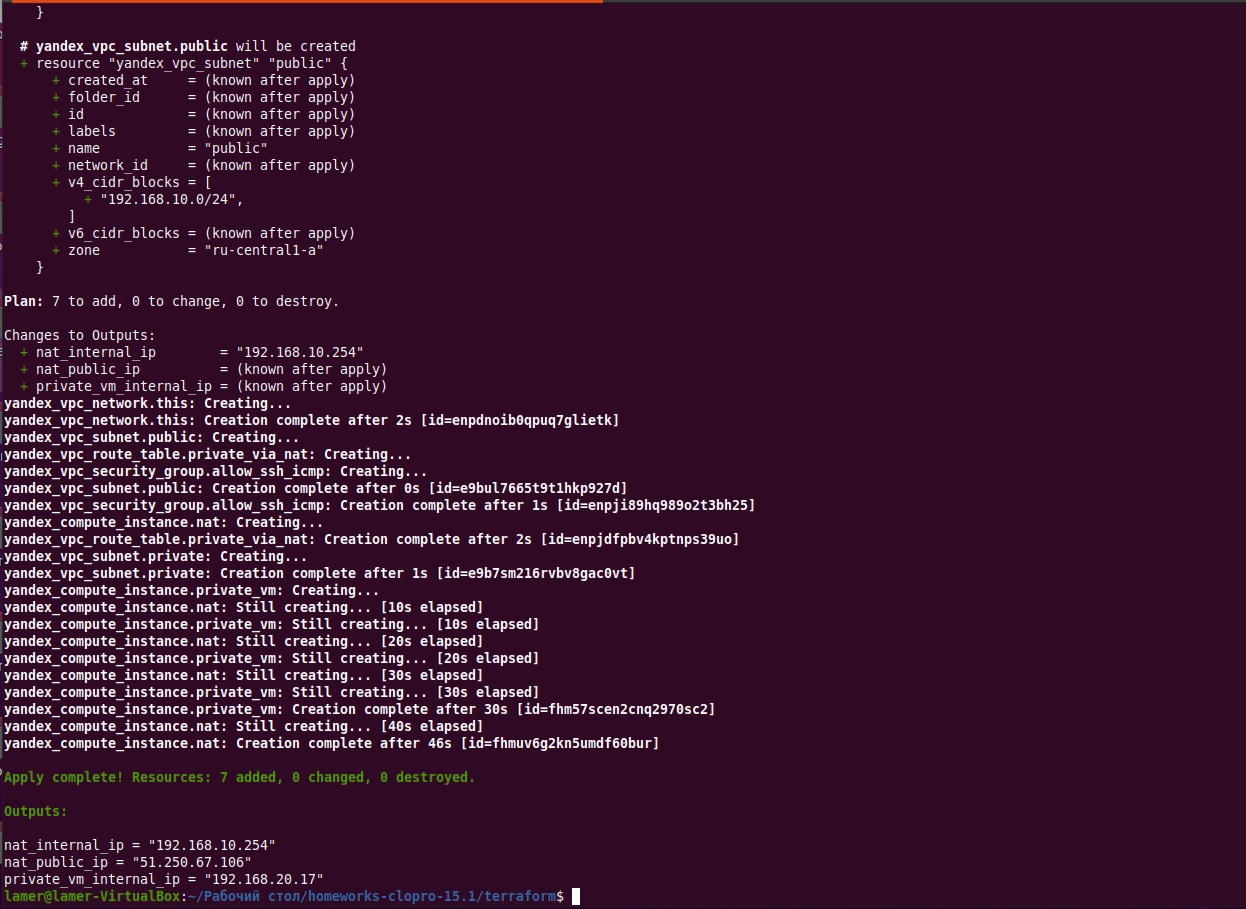 }
  # yandex_vpc_subnet.public will be created
  + resource "yandex_vpc_subnet" "public" {
      + created_at     = (known after apply)
      + folder_id      = (known after apply)
      + id             = (known after apply)
      + labels         = (known after apply)
      + name           = "public"
      + network_id     = (known after apply)
      + v4_cidr_blocks = [
          + "192.168.10.0/24",
        ]
      + v6_cidr_blocks = (known after apply)
      + zone           = "ru-central1-a"
    }
Plan: 7 to add, 0 to change, 0 to destroy.
Changes to Outputs:
  + nat_internal_ip        = "192.168.10.254"
  + nat_public_ip          = (known after apply)
  + private_vm_internal_ip = (known after apply)
yandex_vpc_network.this: Creating...
yandex_vpc_network.this: Creation complete after 2s [id=enpdnoib0qpuq7glietk]
yandex_vpc_subnet.public: Creating...
yandex_vpc_route_table.private_via_nat: Creating...
yandex_vpc_security_group.allow_ssh_icmp: Creating...
yandex_vpc_subnet.public: Creation complete after 0s [id=e9bul7665t9t1hkp927d]
yandex_vpc_security_group.allow_ssh_icmp: Creation complete after 1s [id=enpji89hq989o2t3bh25]
yandex_compute_instance.nat: Creating...
yandex_vpc_route_table.private_via_nat: Creation complete after 2s [id=enpjdfpbv4kptnps39uo]
yandex_vpc_subnet.private: Creating...
yandex_vpc_subnet.private: Creation complete after 1s [id=e9b7sm216rvbv8gac0vt]
yandex_compute_instance.private_vm: Creating...
yandex_compute_instance.nat: Still creating... [10s elapsed]
yandex_compute_instance.private_vm: Still creating... [10s elapsed]
yandex_compute_instance.nat: Still creating... [20s elapsed]
yandex_compute_instance.private_vm: Still creating... [20s elapsed]
yandex_compute_instance.nat: Still creating... [30s elapsed]
yandex_compute_instance.private_vm: Still creating... [30s elapsed]
yandex_compute_instance.private_vm: Creation complete after 30s [id=fhm57scen2cnq2970sc2]
yandex_compute_instance.nat: Still creating... [40s elapsed]
yandex_compute_instance.nat: Creation complete after 46s [id=fhmuv6g2kn5umdf60bur]
Apply complete! Resources: 7 added, 0 changed, 0 destroyed.
Outputs:
nat_internal_ip = "192.168.10.254"
nat_public_ip = "51.250.67.106"
private_vm_internal_ip = "192.168.20.17"
lamer@lamer-VirtualBox:~/Рабочий стол/homeworks-clopro-15.1/terraform$